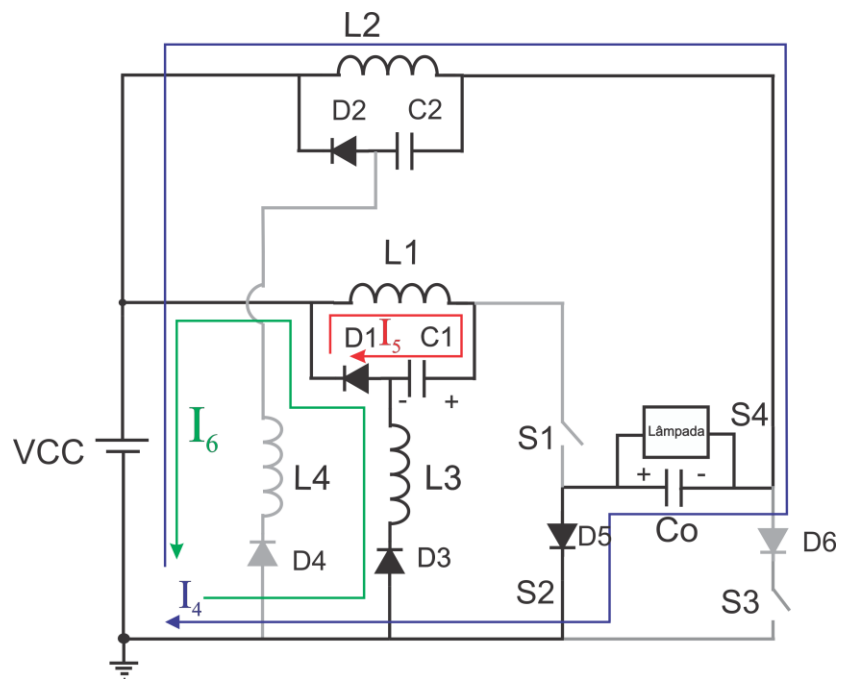 L2
D2
C2
L1
D1
I5
C1
-
+
S1
S4
Lâmpada
VCC
I6
L4
L3
+
-
Co
D5
D6
D4
D3
I4
S2
S3